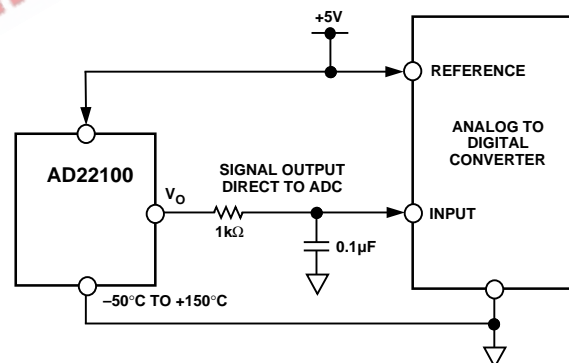 +5V
REFERENCE
ANALOG TO
DIGITAL
CONVERTER
AD22100
SIGNAL OUTPUT
DIRECT TO ADC
VO
INPUT
1kΩ
0.1µF
–50°C TO +150°C